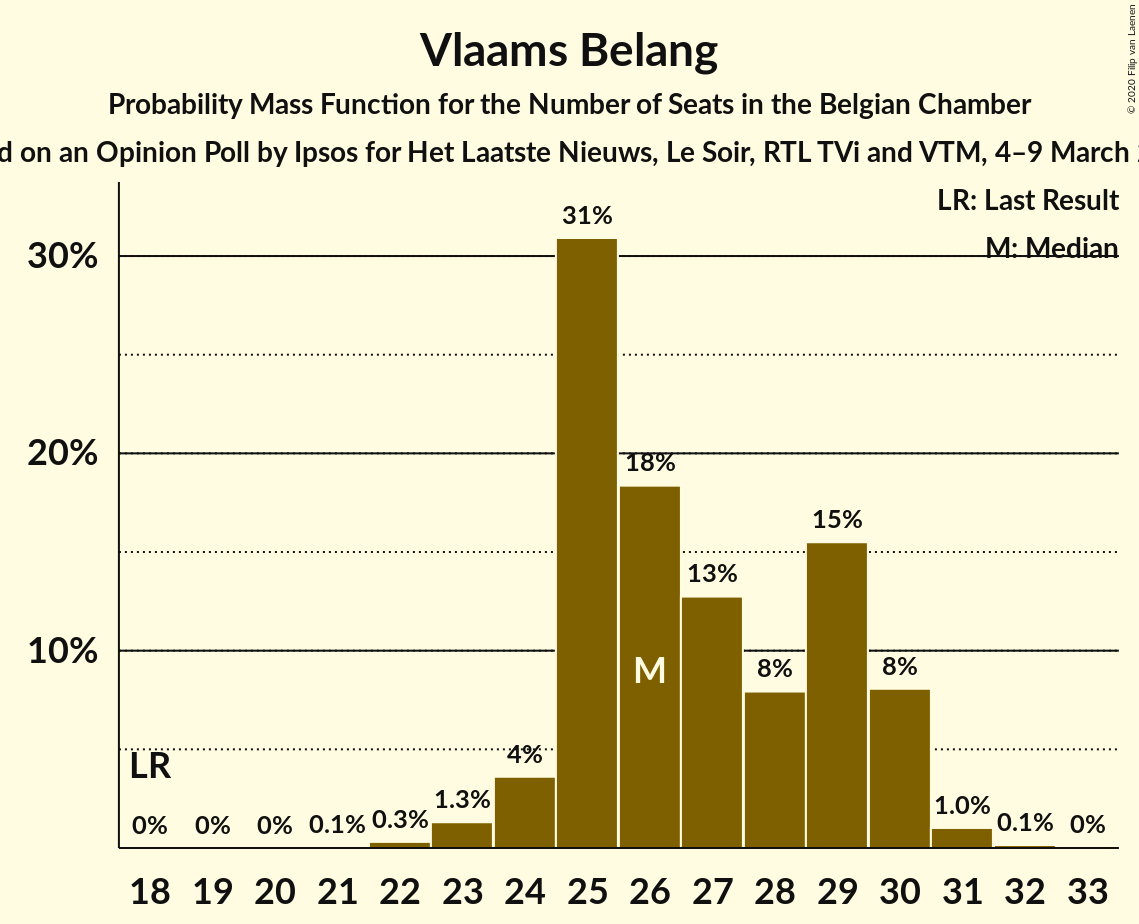 Vlaams Belang
Probability Mass Function for the Number of Seats in the Belgian Chamber
d on an Opinion Poll by Ipsos for Het Laatste Nieuws, Le Soir, RTL TVi and VTM, 4–9 March
© 2020 Filip van Laenen
LR: Last Result
M: Median
30%
20%
10%
31%
18%
15%
13%
8%
8%
4%
1.3%
1.0%
0.3%
0.1%
0.1%
0% 0% 0% 0%
LR
M
18 19 20 21 22 23 24 25 26 27 28 29 30 31 32 33